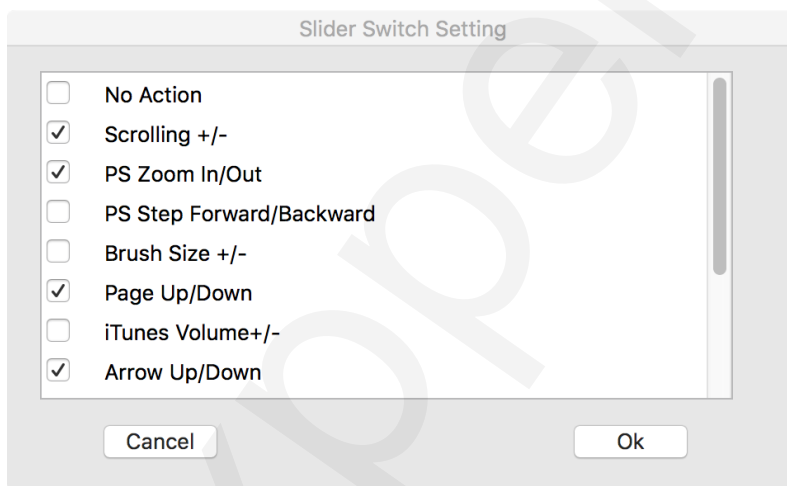 Slider Switch Setting
No Action
Scrolling +/-
PS Zoom In/Out
PS Step Forward/Backward
Brush Size +/-
Page Up/Down
iTunes Volume+/-
Arrow Up/Down
Cancel
Ok